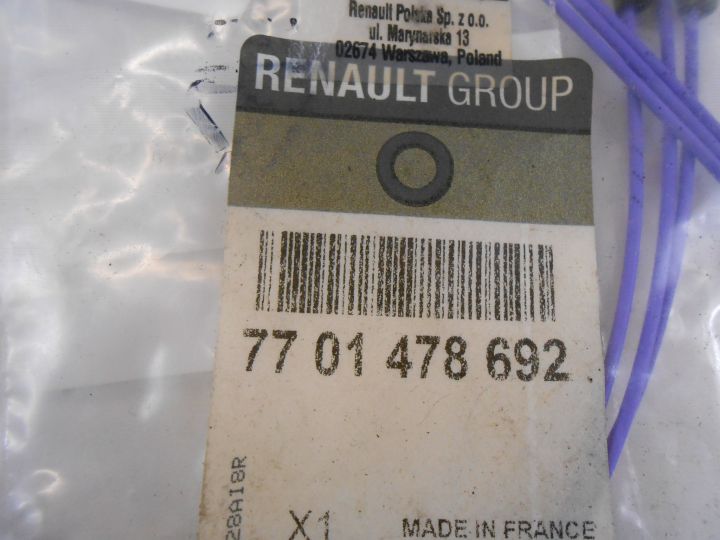 Renault Polska Sp. z o.o.
ul. Marynarska 13
02674 Warszawa, Poland
RENAULT GROUP
77 01 478 692
28AI8R
X1
MADE IN FRANCE